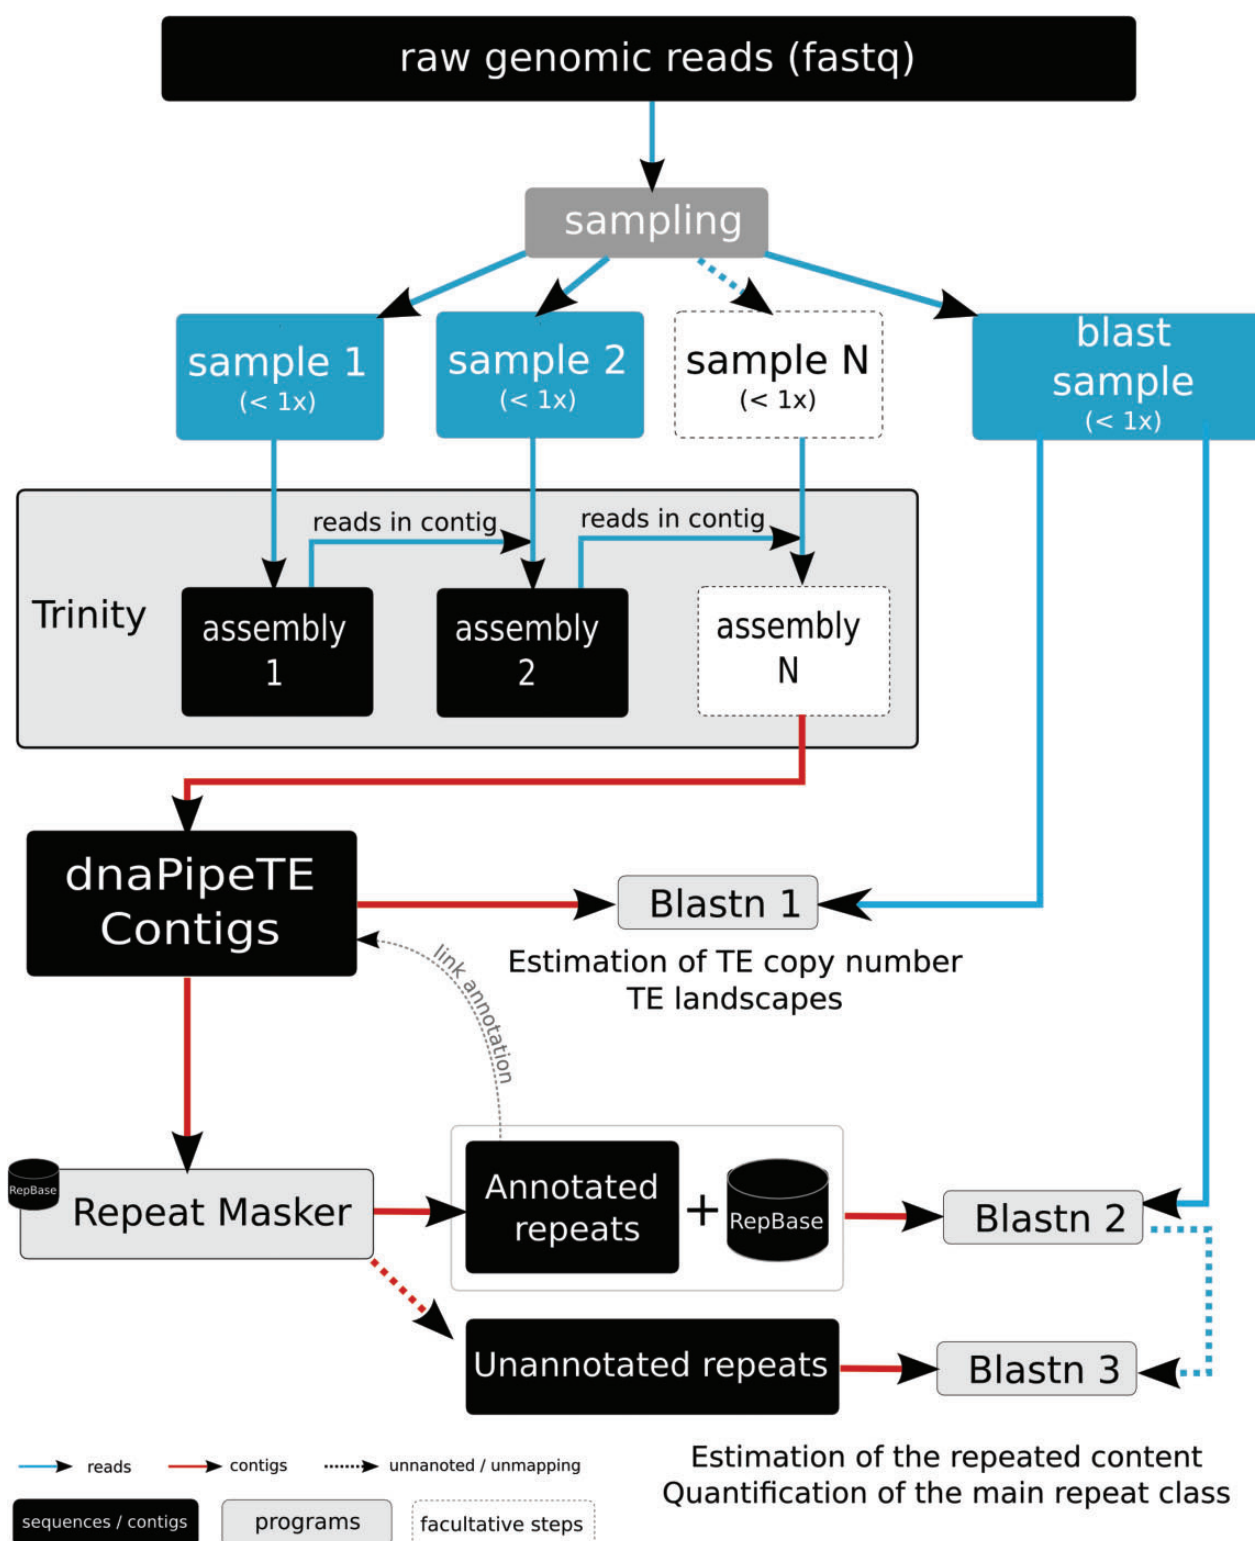 raw genomic reads (fastq)
sampling
sample 1
(< 1x)
sample 2
(< 1x)
sample N
(< 1x)
blast
sample
(< 1x)
reads in contig
reads in contig
Trinity
assembly
1
assembly
2
assembly
N
dnaPipeTE
Contigs
Blastn 1
Estimation of TE copy number
TE landscapes
link annotation
RepBase
Repeat Masker
Annotated
repeats
+
RepBase
Blastn 2
Unannotated repeats
Blastn 3
reads
contigs
unnanoted / unmapping
Estimation of the repeated content
Quantification of the main repeat class
sequences / contigs
programs
facultative steps